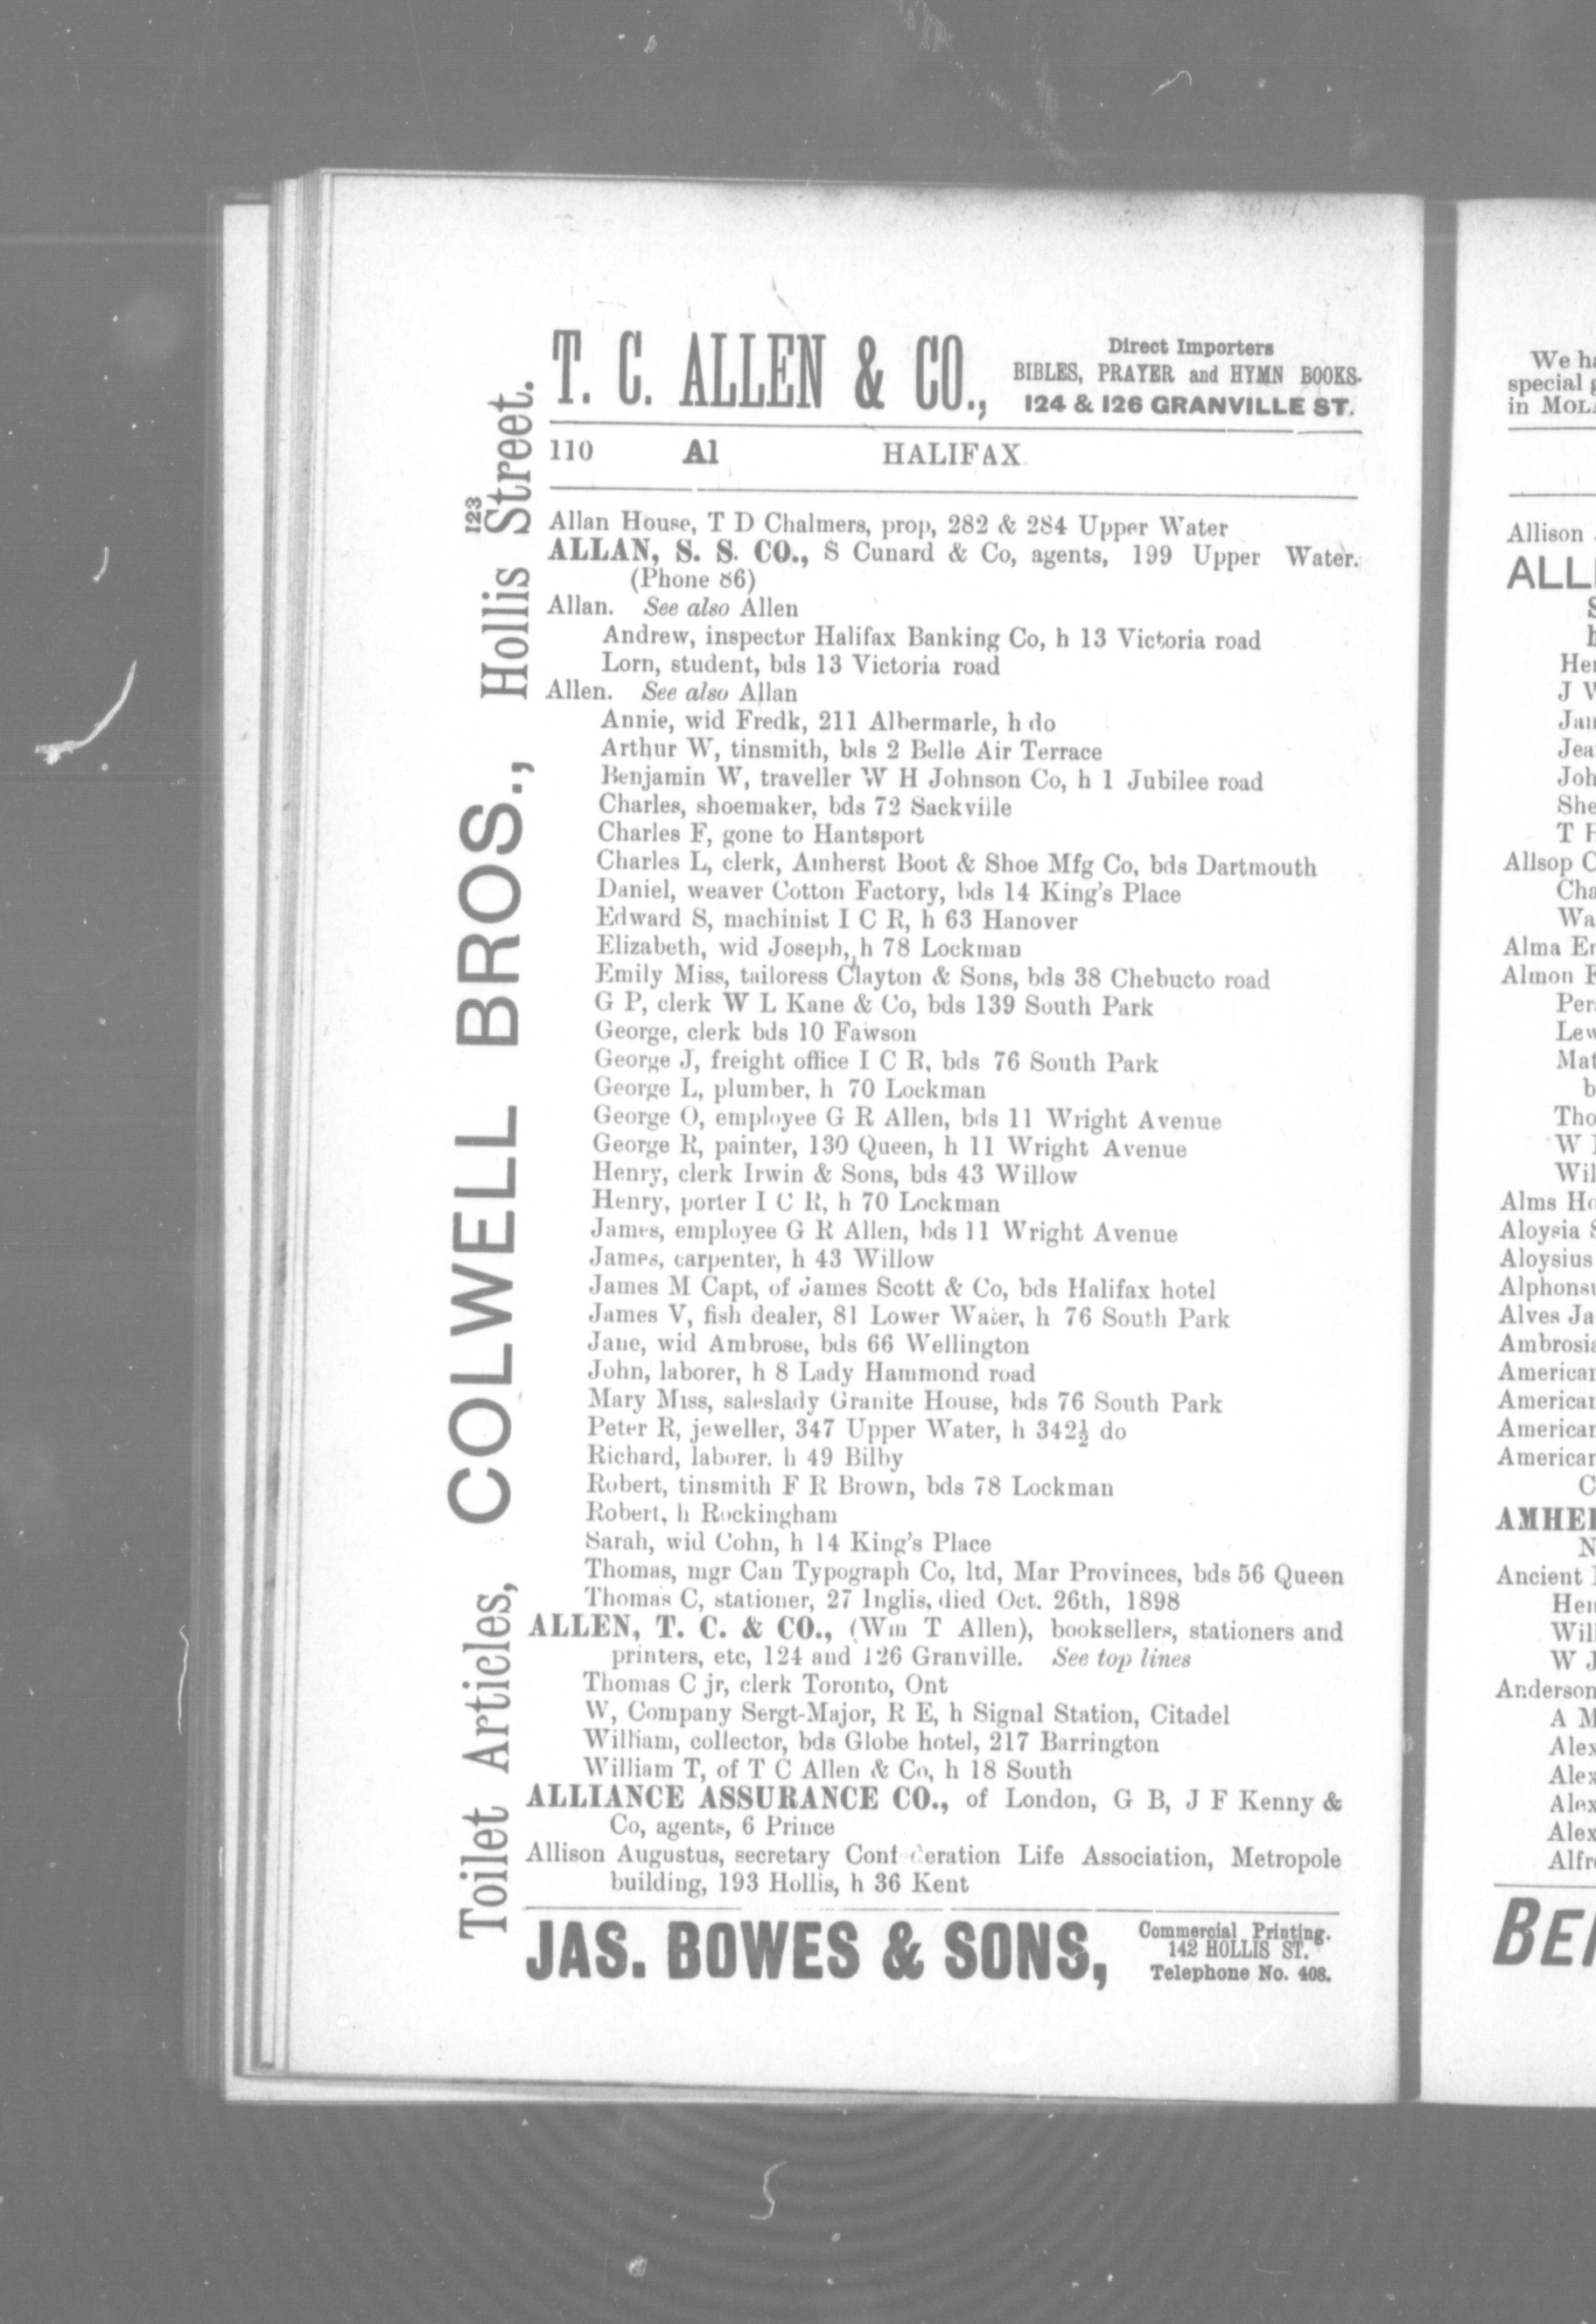 T. C. ALLEN & CO.,
Direct Importers
BIBLES, PRAYER and HYMN BOOKS.
124 & 126 GRANVILLE ST.
110 Al HALIFAX
Allan House, T D Chalmers, prop, 282 & 284 Upper Water
ALLAN, S. S. CO., S Cunard & Co, agents, 199 Upper Water.
(Phone 86)
Allan. See also Allen
Andrew, inspector Halifax Banking Co, h 13 Victoria road
Lorn, student, bds 13 Victoria road
Allen. See also Allan
Annie, wid Fredk, 211 Albermarle, h do
Arthur W, tinsmith, bds 2 Belle Air Terrace
Benjamin W, traveller W H Johnson Co, h 1 Jubilee road
Charles, shoemaker, bds 72 Sackville
Charles F, gone to Hantsport
Charles L, clerk, Amherst Boot & Shoe Mfg Co, bds Dartmouth
Daniel, weaver Cotton Factory, bds 14 King's Place
Edward S, machinist I C R, h 63 Hanover
Elizabeth, wid Joseph, h 78 Lockman
Emily Miss, tailoress Clayton & Sons, bds 38 Chebucto road
G P, clerk W L Kane & Co, bds 139 South Park
George, clerk bds 10 Fawson
George J, freight office I C R, bds 76 South Park
George L, plumber, h 70 Lockman
George O, employee G R Allen, bds 11 Wright Avenue
George R, painter, 130 Queen, h 11 Wright Avenue
Henry, clerk Irwin & Sons, bds 43 Willow
Henry, porter I C R, h 70 Lockman
James, employee G R Allen, bds 11 Wright Avenue
James, carpenter, h 43 Willow
James M Capt, of James Scott & Co, bds Halifax hotel
James V, fish dealer, 81 Lower Water, h 76 South Park
Jane, wid Ambrose, bds 66 Wellington
John, laborer, h 8 Lady Hammond road
Mary Miss, saleslady Granite House, bds 76 South Park
Peter R, jeweller, 347 Upper Water, h 342½ do
Richard, laborer. h 49 Bilby
Robert, tinsmith F R Brown, bds 78 Lockman
Robert, h Rockingham
Sarah, wid Cohn, h 14 King's Place
Thomas, mgr Can Typograph Co, ltd, Mar Provinces, bds 56 Queen
Thomas C, stationer, 27 Inglis, died Oct. 26th, 1898
ALLEN, T. C. & CO., (Wm T Allen), booksellers, stationers and
printers, etc, 124 and 126 Granville. See top lines
Thomas C jr, clerk Toronto, Ont
W, Company Sergt-Major, R E, h Signal Station, Citadel
William, collector, bds Globe hotel, 217 Barrington
William T, of T C Allen & Co, h 18 South
ALLIANCE ASSURANCE CO., of London, G B, J F Kenny &
Co, agents, 6 Prince
Allison Augustus, secretary Confederation Life Association, Metropole
building, 193 Hollis, h 36 Kent
JAS. BOWES & SONS,
Commercial Printing.
142 HOLLIS ST.
Telephone No. 408.
Toilet Articles, COLWELL BROS., 123 Hollis Street.
We
special
in
Allison
Allsop
Alma
Almon
Alms
Aloysia
Aloysius
Alves
Ancient
Anderson